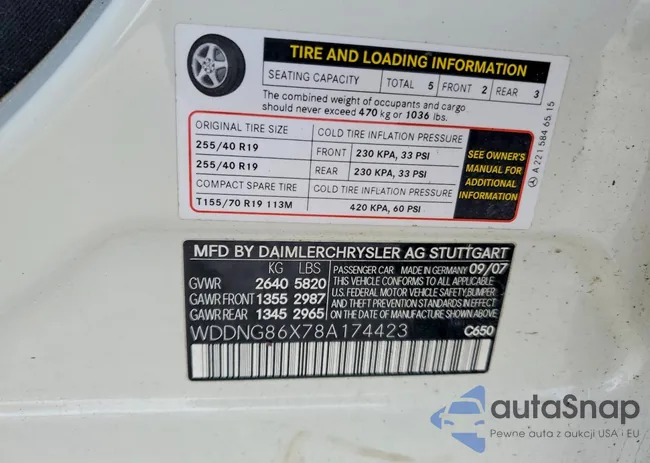 TIRE AND LOADING INFORMATION
SEATING CAPACITY TOTAL 5 FRONT 2 REAR 3
The combined weight of occupants and cargo
should never exceed 470 kg or 1036 lbs.
ORIGINAL TIRE SIZE COLD TIRE INFLATION PRESSURE
255/40 R19 FRONT 230 KPA, 33 PSI
255/40 R19 REAR 230 KPA, 33 PSI
COMPACT SPARE TIRE COLD TIRE INFLATION PRESSURE
T155/70 R19 113M 420 KPA, 60 PSI
SEE OWNER'S
MANUAL FOR
ADDITIONAL
INFORMATION
A 221 584 65 15
MFD BY DAIMLERCHRYSLER AG STUTTGART
KG LBS PASSENGER CAR MADE IN GERMANY 09/07
GVWR 2640 5820 THIS VEHICLE CONFORMS TO ALL APPLICABLE
GAWR FRONT 1355 2987 U.S. FEDERAL MOTOR VEHICLE SAFETY,BUMPER
GAWR REAR 1345 2965 AND THEFT PREVENTION STANDARDS IN EFFECT
ON THE DATE OF MANUFACTURE SHOWN ABOVE.
WDDNG86X78A174423 C650
autaSnap
Pewne auta z aukcji USA i EU